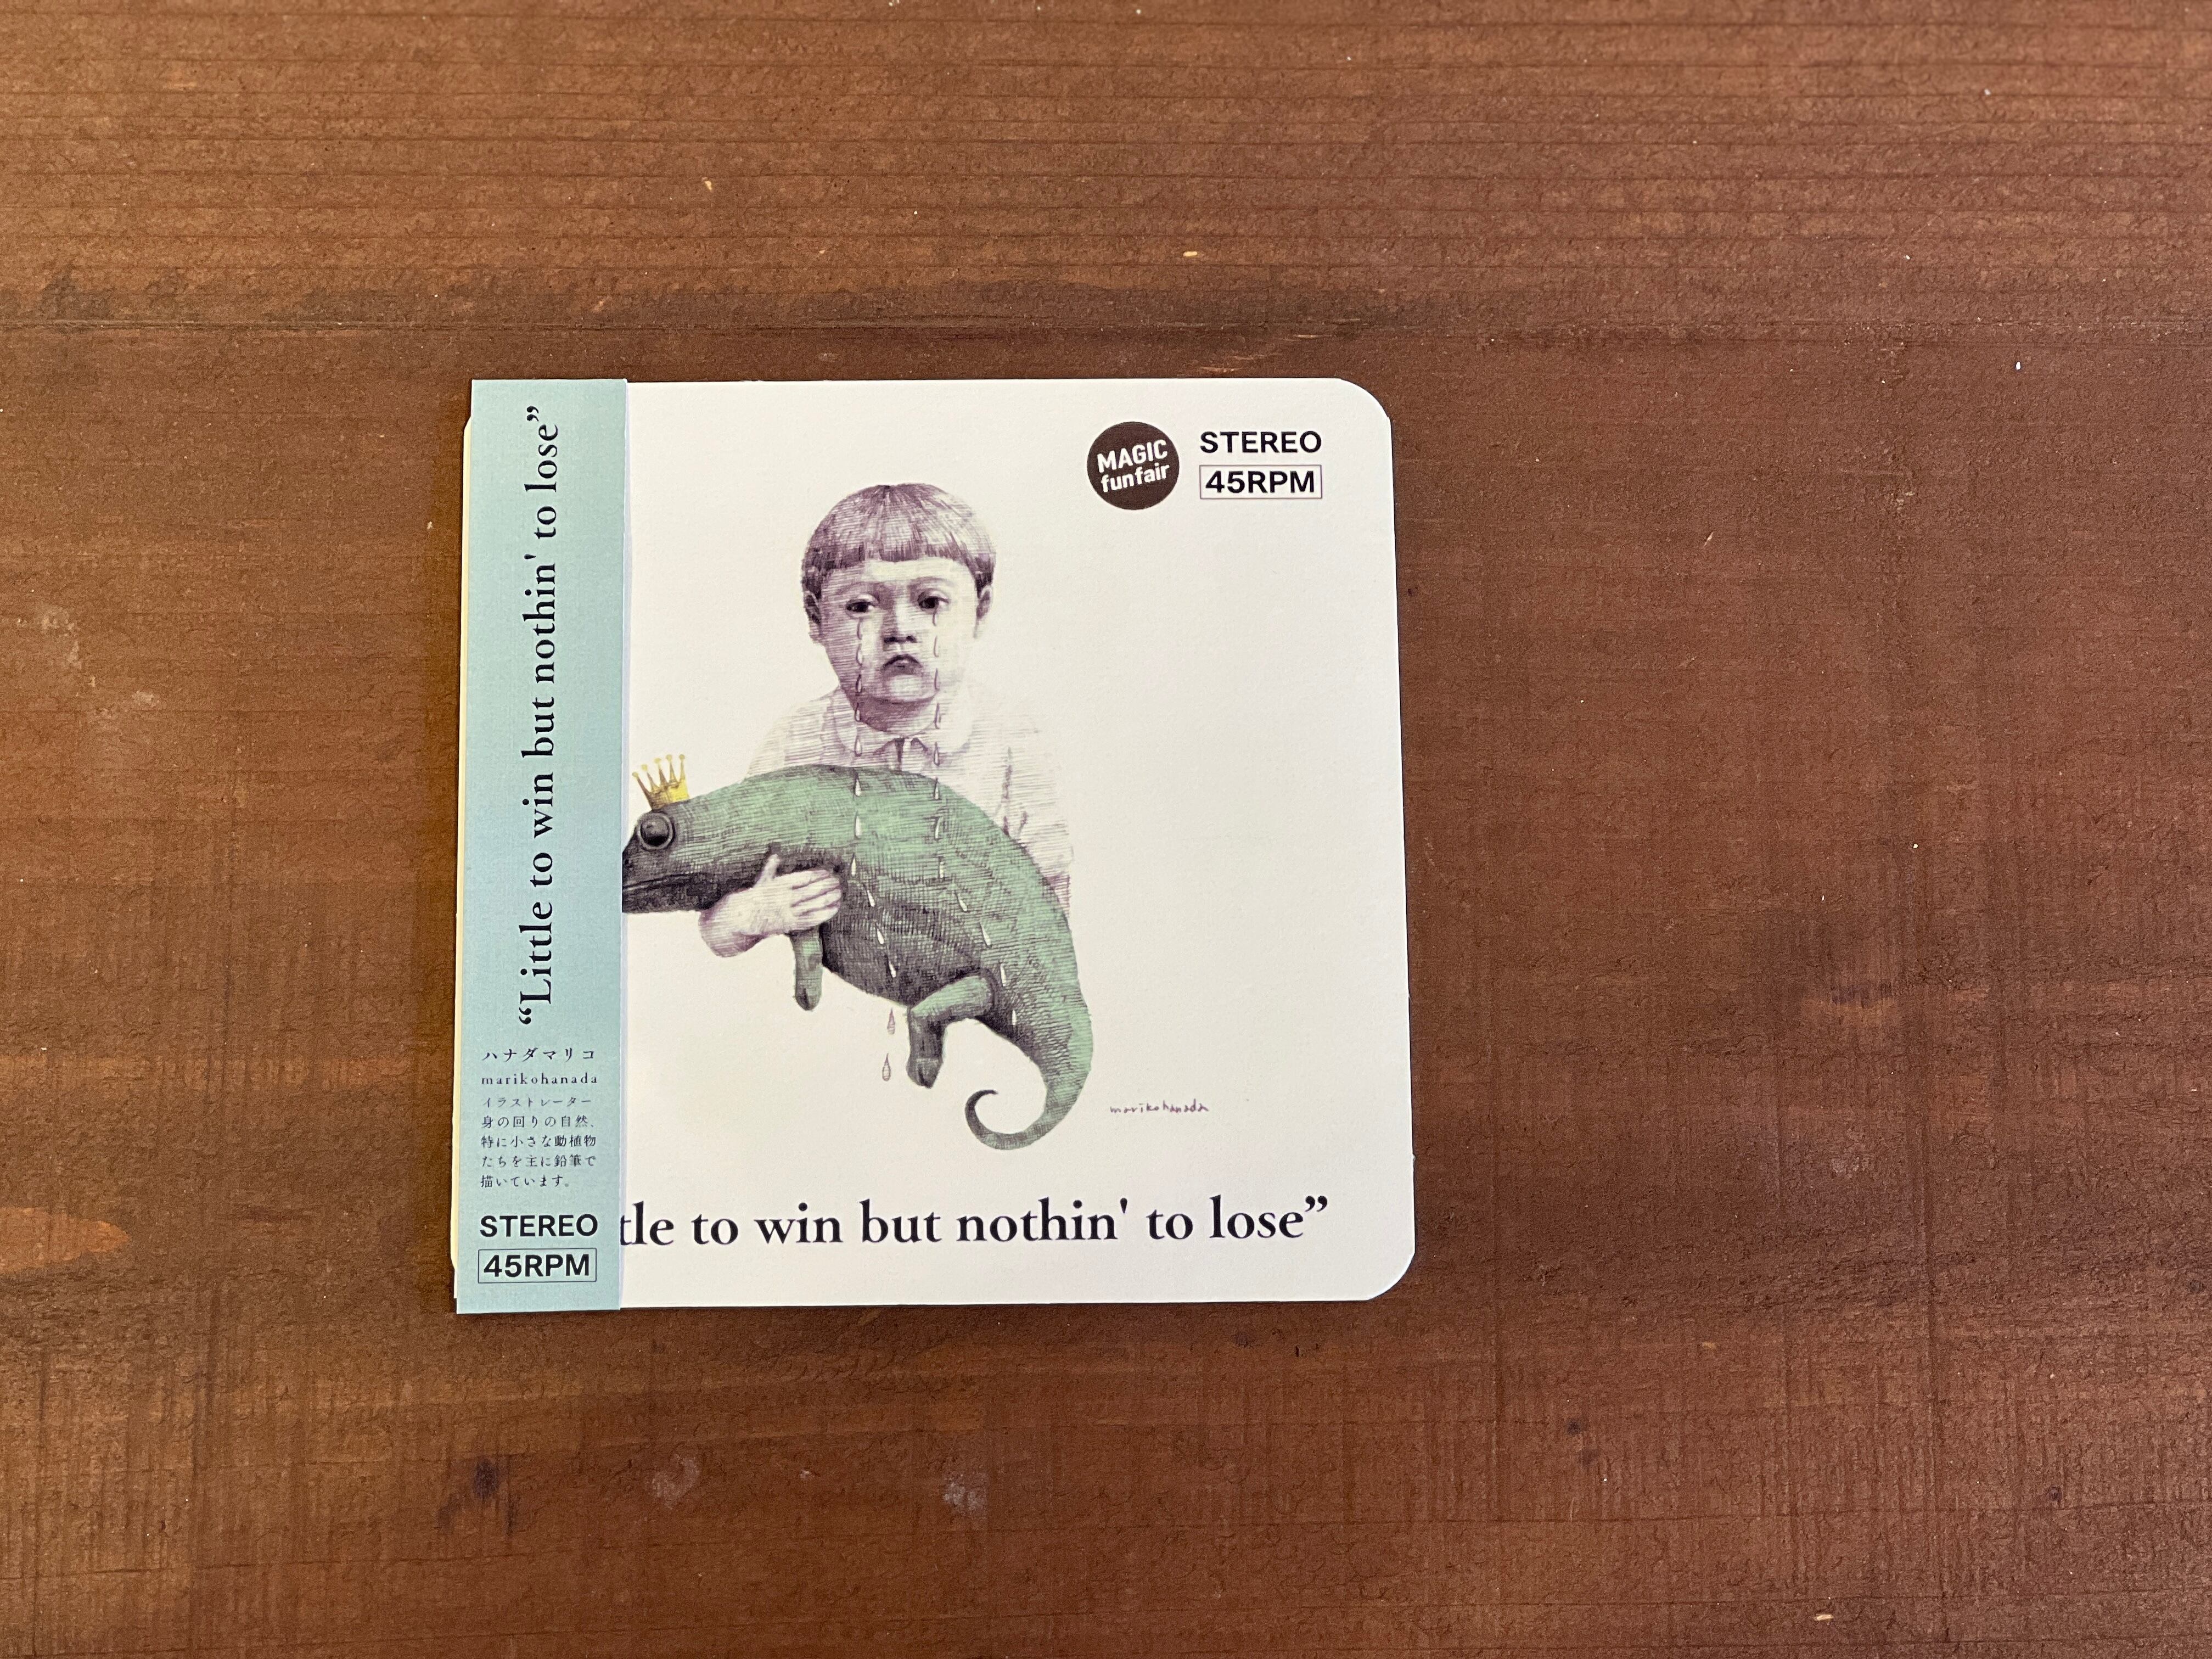 “Little to win but nothin' to lose”
ハナダマリコ
marikohanada
イラストレーター
身の回りの自然、
特に小さな動植物
たちを主に鉛筆で
描いています。
STEREO
45RPM
MAGIC
funfair
STEREO
45RPM
marikohanada
tle to win but nothin' to lose”